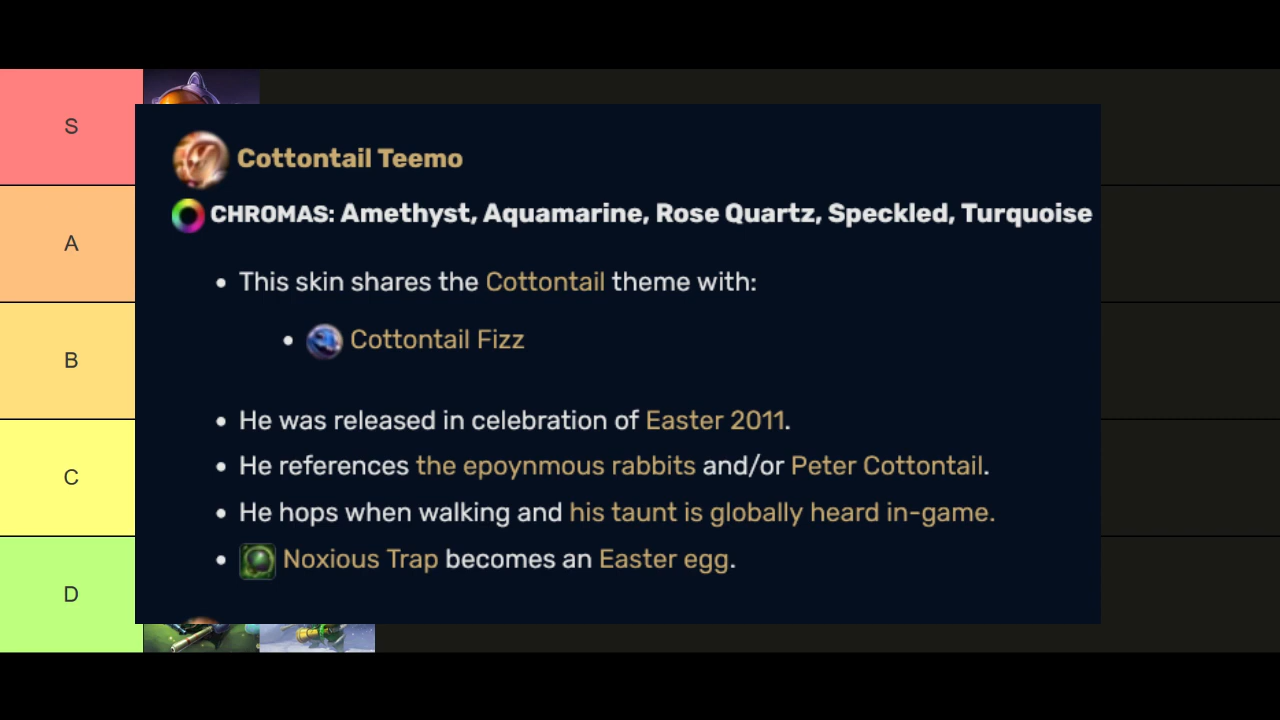 S
Cottontail Teemo
CHROMAS: Amethyst, Aquamarine, Rose Quartz, Speckled, Turquoise
A
• This skin shares the Cottontail theme with:
• Cottontail Fizz
B
• He was released in celebration of Easter 2011.
• He references the epoynmous rabbits and/or Peter Cottontail.
C
• He hops when walking and his taunt is globally heard in-game.
• Noxious Trap becomes an Easter egg.
D